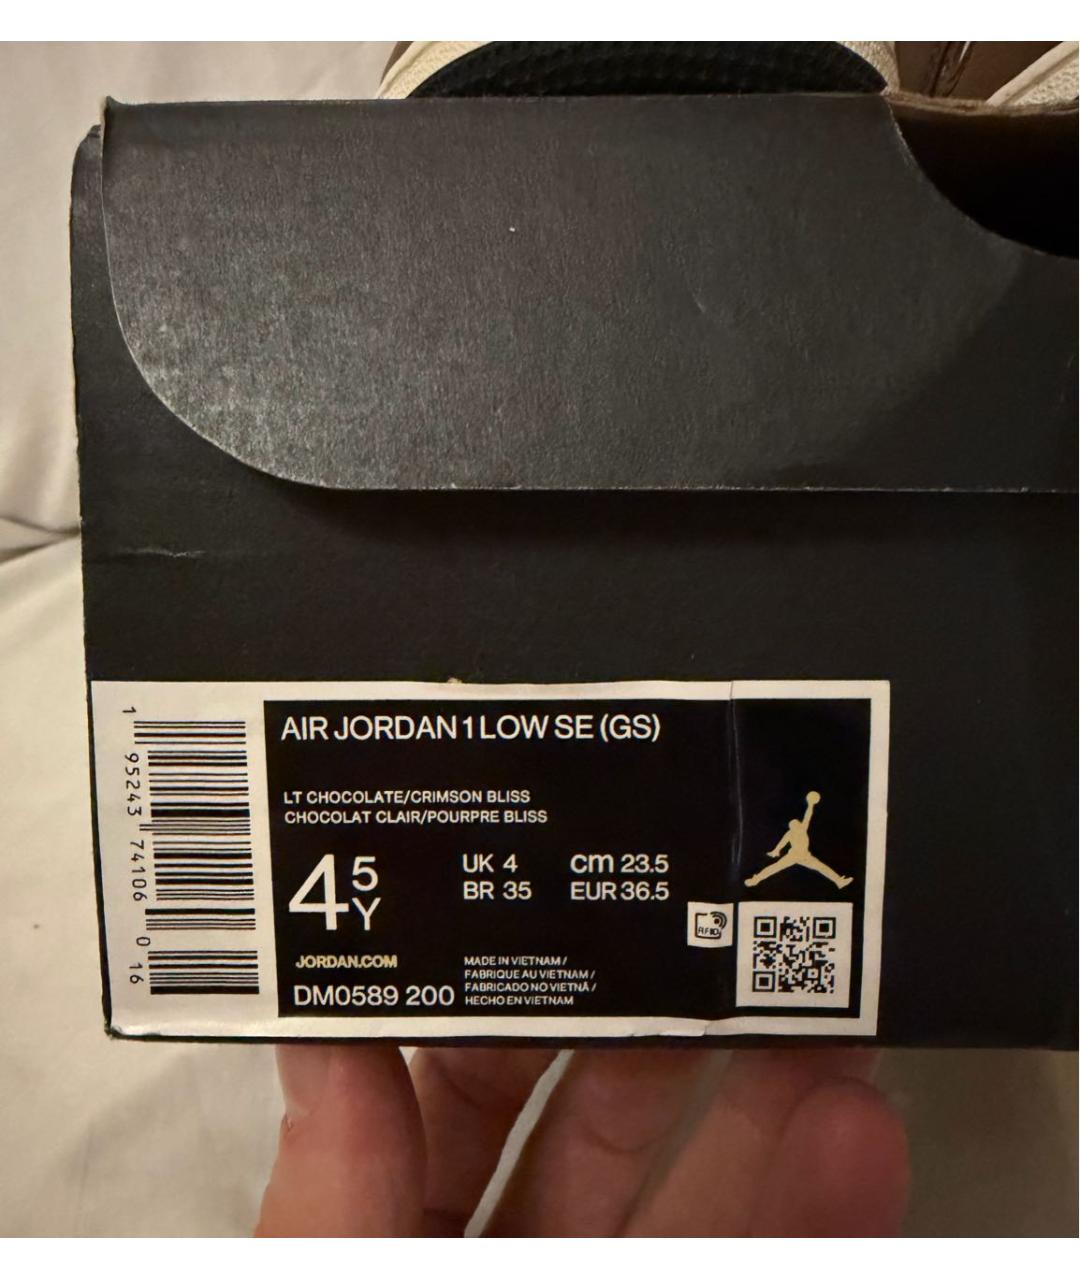 AIR JORDAN 1 LOW SE (GS)
LT CHOCOLATE/CRIMSON BLISS
CHOCOLAT CLAIR/POURPRE BLISS
4 5Y
UK 4 cm 23.5
BR 35 EUR 36.5
RFID
JORDAN.COM
DM0589 200
MADE IN VIETNAM /
FABRIQUE AU VIETNAM /
FABRICADO NO VIETNÃ /
HECHO EN VIETNAM
1 95243 74106 0 16